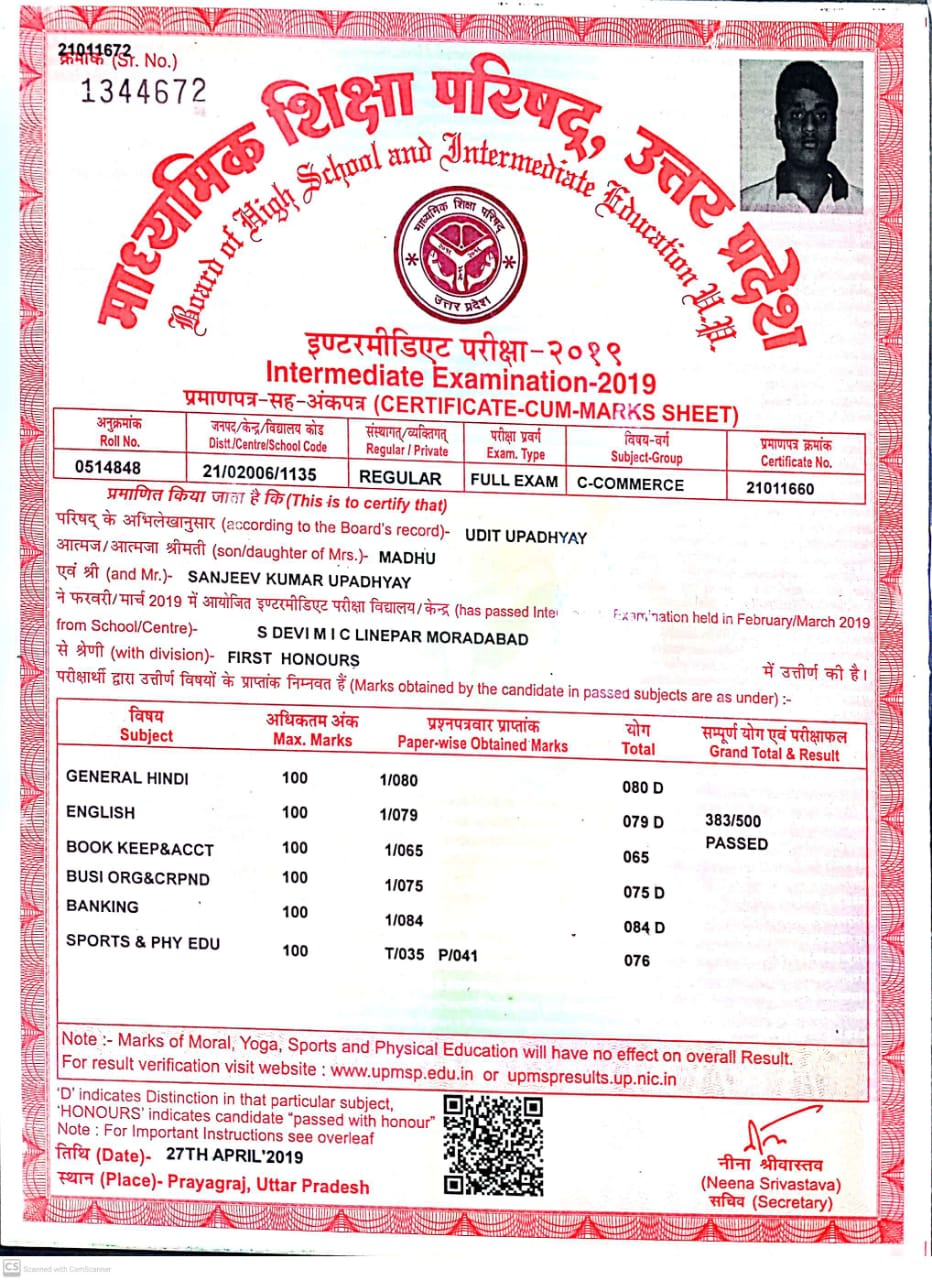 21011672
क्रमांक (Sr. No.)
1344672
माध्यमिक शिक्षा परिषद्, उत्तर प्रदेश
Board of High School and Intermediate Education U.P.
माध्यमिक शिक्षा परिषद्
उत्तर प्रदेश
इण्टरमीडिएट परीक्षा-२०१९
Intermediate Examination-2019
प्रमाणपत्र-सह-अंकपत्र (CERTIFICATE-CUM-MARKS SHEET)
अनुक्रमांक जनपद/केन्द्र/विद्यालय कोड संस्थागत्/व्यक्तिगत् परीक्षा प्रवर्ग विषय-वर्ग प्रमाणपत्र क्रमांक
Roll No. Distt./Centre/School Code Regular / Private Exam. Type Subject-Group Certificate No.
0514848 21/02006/1135 REGULAR FULL EXAM C-COMMERCE 21011660
प्रमाणित किया जाता है कि (This is to certify that)
परिषद् के अभिलेखानुसार (according to the Board's record)- UDIT UPADHYAY
आत्मज/आत्मजा श्रीमती (son/daughter of Mrs.)- MADHU
एवं श्री (and Mr.)- SANJEEV KUMAR UPADHYAY
ने फरवरी/मार्च 2019 में आयोजित इण्टरमीडिएट परीक्षा विद्यालय/केन्द्र (has passed Inte Examination held in February/March 2019
from School/Centre)- S DEVI M I C LINEPAR MORADABAD
से श्रेणी (with division)- FIRST HONOURS में उत्तीर्ण की है।
परीक्षार्थी द्वारा उत्तीर्ण विषयों के प्राप्तांक निम्नवत हैं (Marks obtained by the candidate in passed subjects are as under) :-
विषय अधिकतम अंक प्रश्नपत्रवार प्राप्तांक योग सम्पूर्ण योग एवं परीक्षाफल
Subject Max. Marks Paper-wise Obtained Marks Total Grand Total & Result
GENERAL HINDI 100 1/080 080 D
ENGLISH 100 1/079 079 D 383/500
PASSED
BOOK KEEP&ACCT 100 1/065 065
BUSI ORG&CRPND 100 1/075 075 D
BANKING 100 1/084 084 D
SPORTS & PHY EDU 100 T/035 P/041 076
Note :- Marks of Moral, Yoga, Sports and Physical Education will have no effect on overall Result.
For result verification visit website : www.upmsp.edu.in or upmspresults.up.nic.in
'D' indicates Distinction in that particular subject,
'HONOURS' indicates candidate "passed with honour"
Note : For Important Instructions see overleaf
तिथि (Date)- 27TH APRIL'2019
स्थान (Place)- Prayagraj, Uttar Pradesh
नीना श्रीवास्तव
(Neena Srivastava)
सचिव (Secretary)
CS Scanned with CamScanner